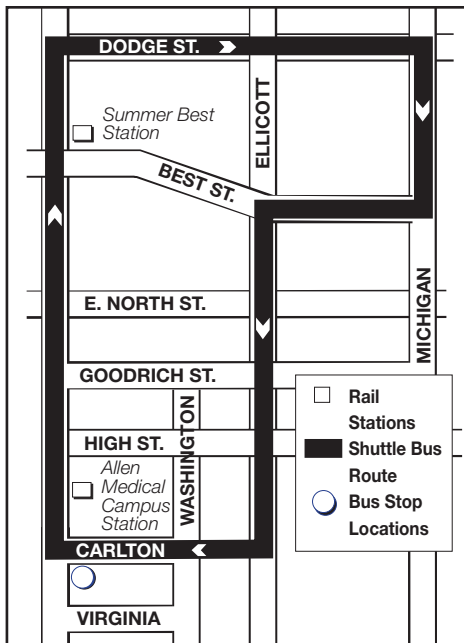 DODGE ST.
Summer Best
Station
ELLICOTT
BEST ST.
E. NORTH ST.
MICHIGAN
GOODRICH ST.
WASHINGTON
HIGH ST.
Allen
Medical
Campus
Station
CARLTON
VIRGINIA
Rail
Stations
Shuttle Bus
Route
Bus Stop
Locations